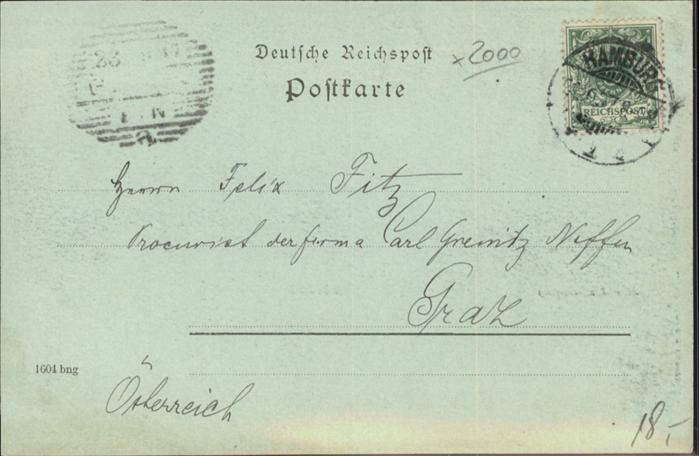 Deutsche Reichspost
Postkarte
x 2000
HAMBURG
REICHSPOST
Herrn Felix Fitz
Procurist der Firma Carl Greinitz Neffen
Graz
1604 bng
Österreich
18,-